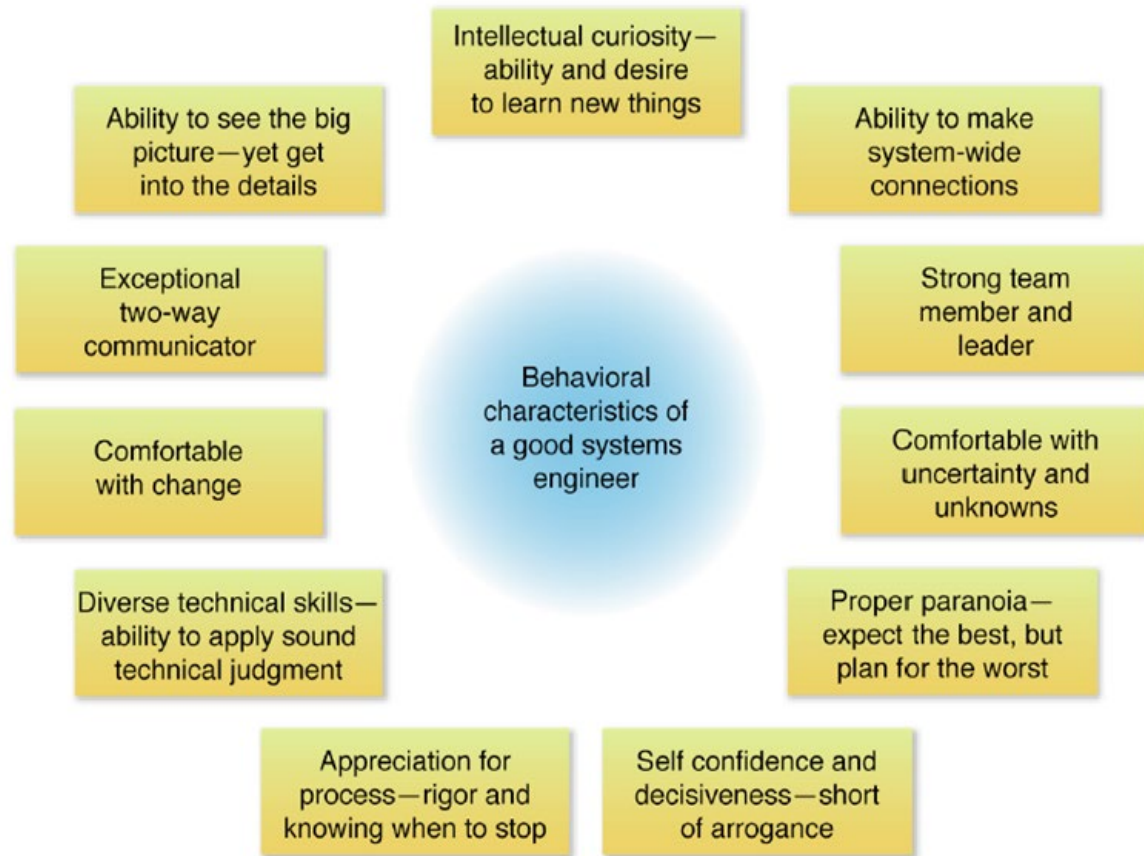 Intellectual curiosity—
ability and desire
to learn new things
Ability to see the big
picture—yet get
into the details
Ability to make
system-wide
connections
Exceptional
two-way
communicator
Strong team
member and
leader
Behavioral
characteristics of
a good systems
engineer
Comfortable
with change
Comfortable with
uncertainty and
unknowns
Diverse technical skills—
ability to apply sound
technical judgment
Proper paranoia—
expect the best, but
plan for the worst
Appreciation for
process—rigor and
knowing when to stop
Self confidence and
decisiveness—short
of arrogance